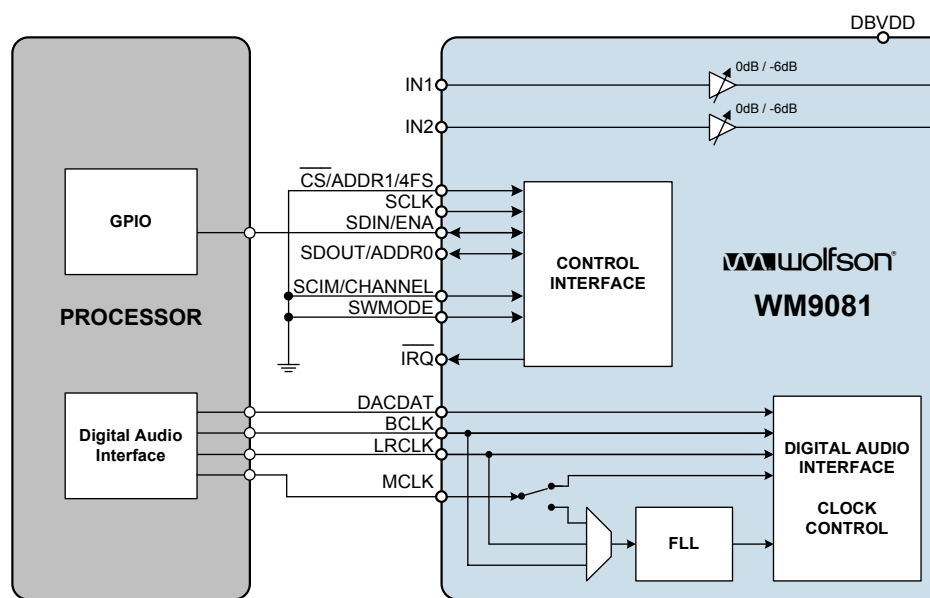 DBVDD
0dB / -6dB
IN1
0dB / -6dB
IN2
CS/ADDR1/4FS
SCLK
SDIN/ENA
SDOUT/ADDR0
SCIM/CHANNEL
SWMODE
IRQ
GPIO
PROCESSOR
CONTROL
INTERFACE
wolfson®
WM9081
DACDAT
BCLK
LRCLK
MCLK
Digital Audio
Interface
DIGITAL AUDIO
INTERFACE
CLOCK
CONTROL
FLL